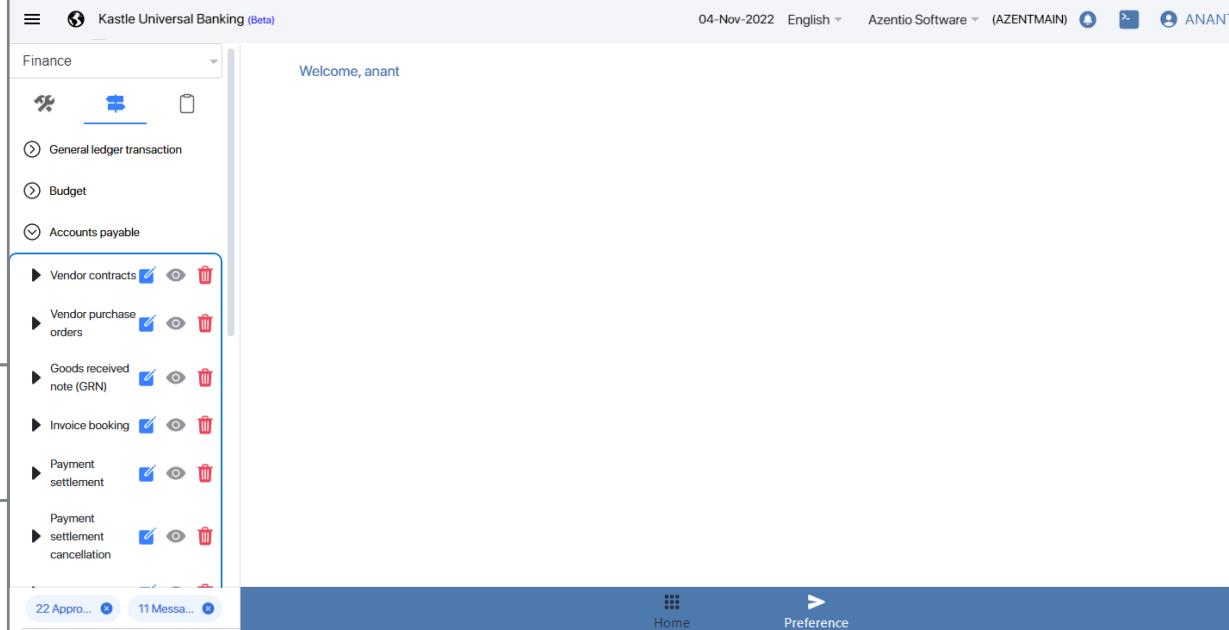 Kastle Universal Banking (Beta)
04-Nov-2022 English Azentio Software (AZENTMAIN) ANANT
Finance
Welcome, anant
General ledger transaction
Budget
Accounts payable
Vendor contracts
Vendor purchase
orders
Goods received
note (GRN)
Invoice booking
Payment
settlement
Payment
settlement
cancellation
22 Appro...
11 Messa...
Home
Preference